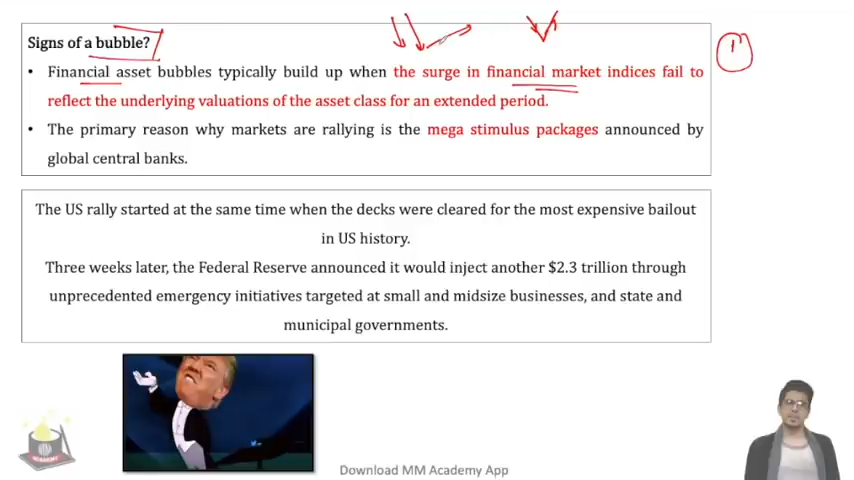 Signs of a bubble?
• Financial asset bubbles typically build up when the surge in financial market indices fail to
reflect the underlying valuations of the asset class for an extended period.
• The primary reason why markets are rallying is the mega stimulus packages announced by
global central banks.
The US rally started at the same time when the decks were cleared for the most expensive bailout
in US history.
Three weeks later, the Federal Reserve announced it would inject another $2.3 trillion through
unprecedented emergency initiatives targeted at small and midsize businesses, and state and
municipal governments.
Download MM Academy App